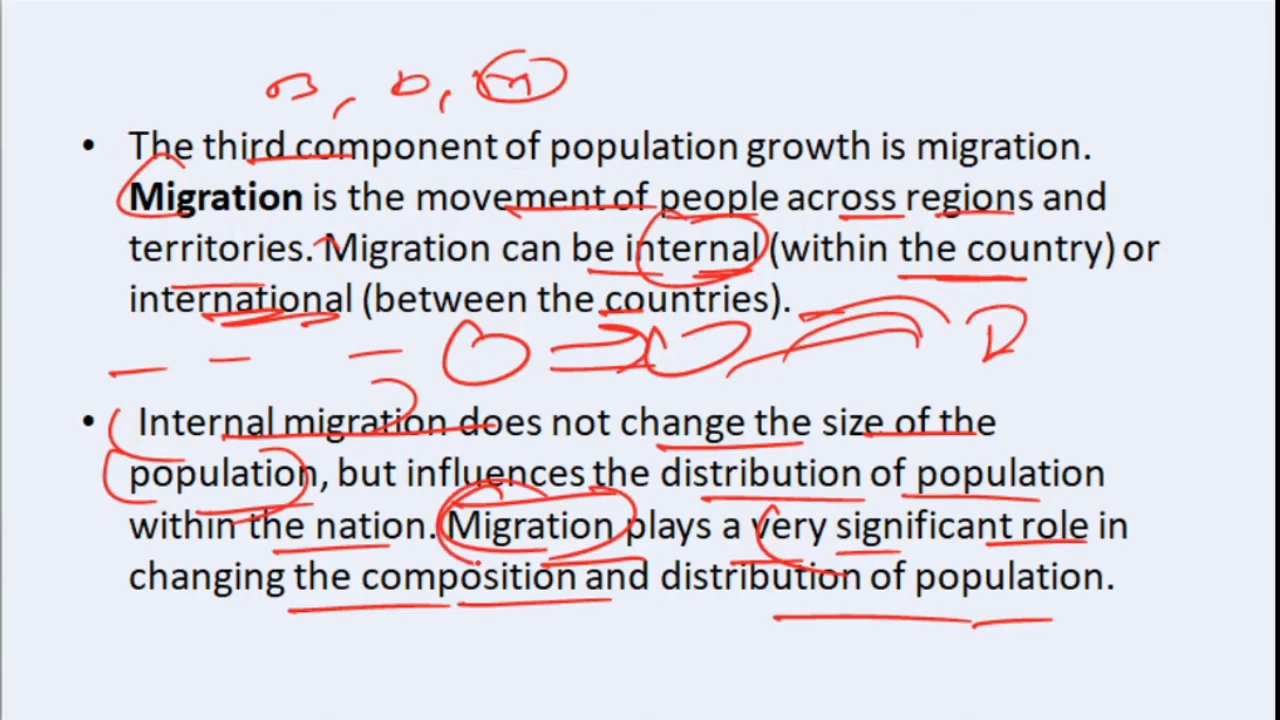 B, D, m
• The third component of population growth is migration.
Migration is the movement of people across regions and
territories. Migration can be internal (within the country) or
international (between the countries).
• Internal migration does not change the size of the
population, but influences the distribution of population
within the nation. Migration plays a very significant role in
changing the composition and distribution of population.